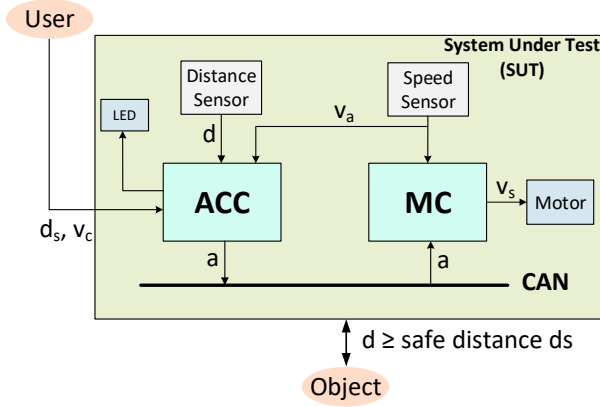 User
System Under Test
(SUT)
Distance
Sensor
Speed
Sensor
LED
d
vₐ
ACC
MC
vₛ
Motor
dₛ, v꜀
a
a
CAN
d ≥ safe distance ds
Object